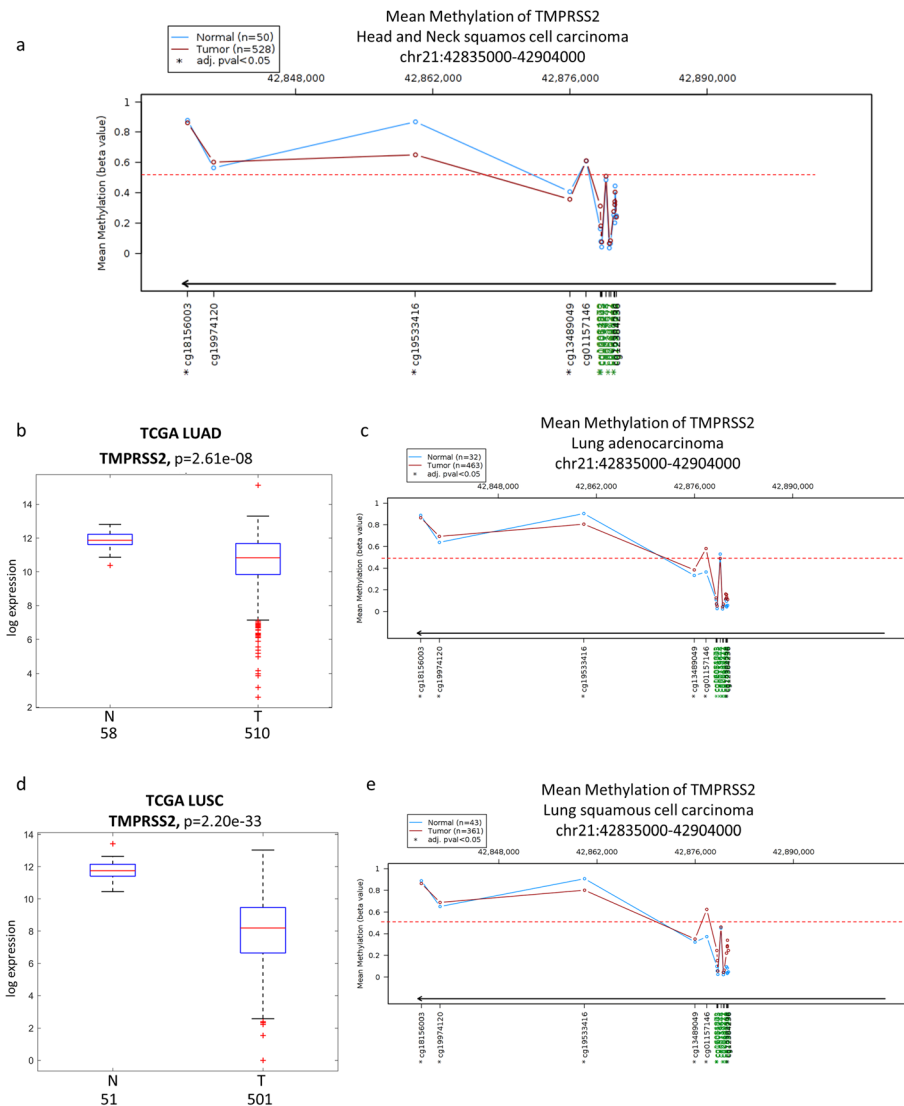 a
Mean Methylation of TMPRSS2
Head and Neck squamos cell carcinoma
chr21:42835000-42904000
Normal (n=50)
Tumor (n=528)
* adj. pval<0.05
42,848,000 42,862,000 42,876,000 42,890,000
Mean Methylation (beta value)
1
0.8
0.6
0.4
0.2
0
* cg18156003
cg19974120
* cg19533416
* cg13489049
cg01157146
b
TCGA LUAD
TMPRSS2, p=2.61e-08
log expression
14
12
10
8
6
4
2
N T
58 510
c
Mean Methylation of TMPRSS2
Lung adenocarcinoma
chr21:42835000-42904000
Normal (n=32)
Tumor (n=463)
* adj. pval<0.05
42,848,000 42,862,000 42,876,000 42,890,000
Mean Methylation (beta value)
1
0.8
0.6
0.4
0.2
0
* cg18156003
* cg19974120
* cg19533416
* cg13489049
* cg01157146
d
TCGA LUSC
TMPRSS2, p=2.20e-33
log expression
14
12
10
8
6
4
2
0
N T
51 501
e
Mean Methylation of TMPRSS2
Lung squamous cell carcinoma
chr21:42835000-42904000
Normal (n=43)
Tumor (n=361)
* adj. pval<0.05
42,848,000 42,862,000 42,876,000 42,890,000
Mean Methylation (beta value)
1
0.8
0.6
0.4
0.2
0
* cg18156003
* cg19974120
* cg19533416
* cg13489049
* cg01157146